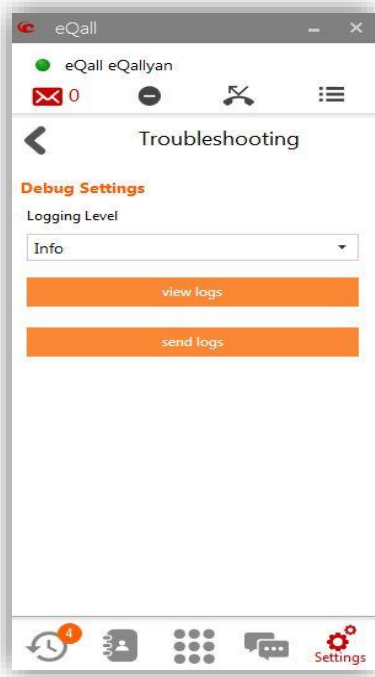 eQall
eQall eQallyan
0
Troubleshooting
Debug Settings
Logging Level
Info
view logs
send logs
4
Settings